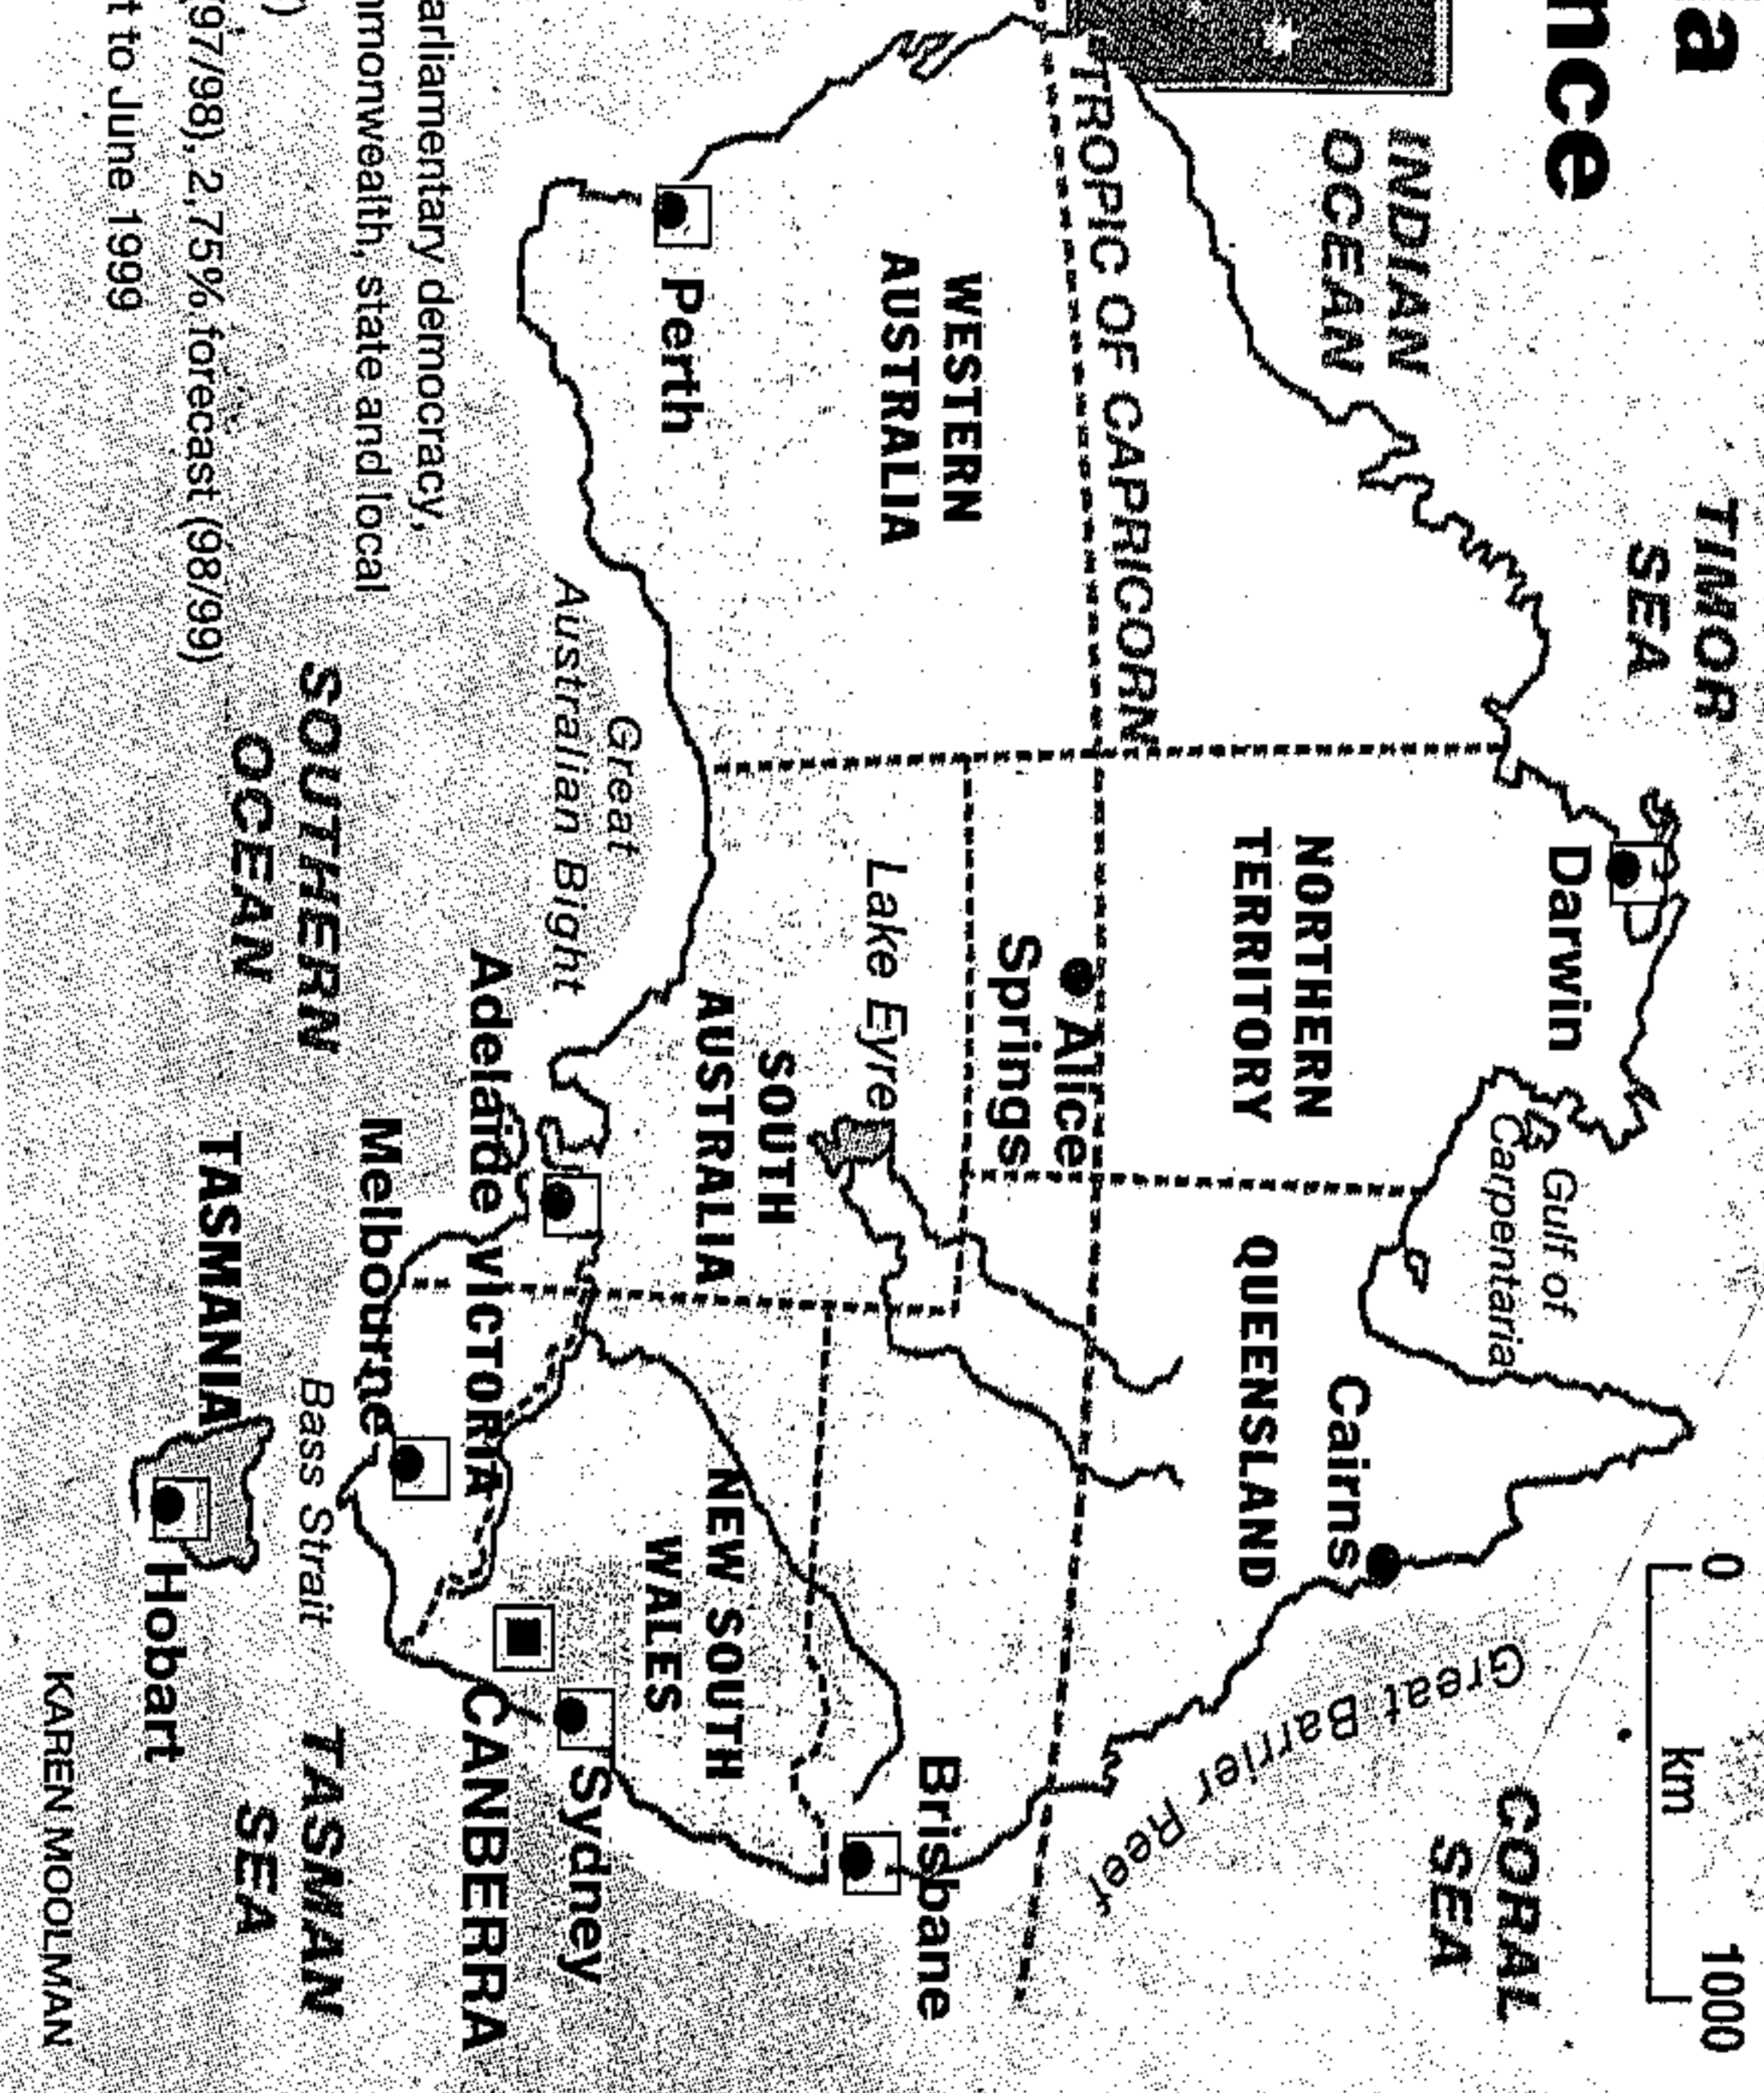 a
nce
TIMOR
SEA
INDIAN
OCEAN
0 1000
km
CORAL
SEA
Darwin
Gulf of
Carpentaria
Cairns
Great Barrier Reef
NORTHERN
TERRITORY
QUEENSLAND
TROPIC OF CAPRICORN
Alice
Springs
WESTERN
AUSTRALIA
Lake Eyre
Brisbane
SOUTH
AUSTRALIA
Perth
NEW SOUTH
WALES
Great
Australian Bight
Sydney
Adelaide
VICTORIA
CANBERRA
Melbourne
arliamentary democracy,
nmonwealth, state and local
)
97/98), 2,75% forecast (98/99)
t to June 1999
SOUTHERN
OCEAN
Bass Strait
TASMAN
SEA
TASMANIA
Hobart
KAREN MOOLMAN